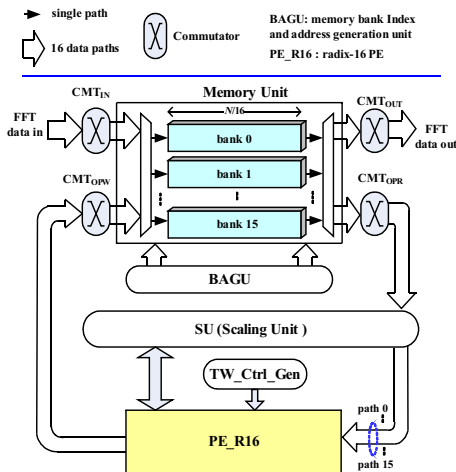 single path
16 data paths
Commutator
BAGU: memory bank Index
and address generation unit
PE_R16 : radix-16 PE
CMTIN
Memory Unit
CMTOUT
N/16
FFT
data in
bank 0
FFT
data out
bank 1
CMTOPW
CMTOPR
bank 15
BAGU
SU (Scaling Unit )
TW_Ctrl_Gen
path 0
PE_R16
path 15